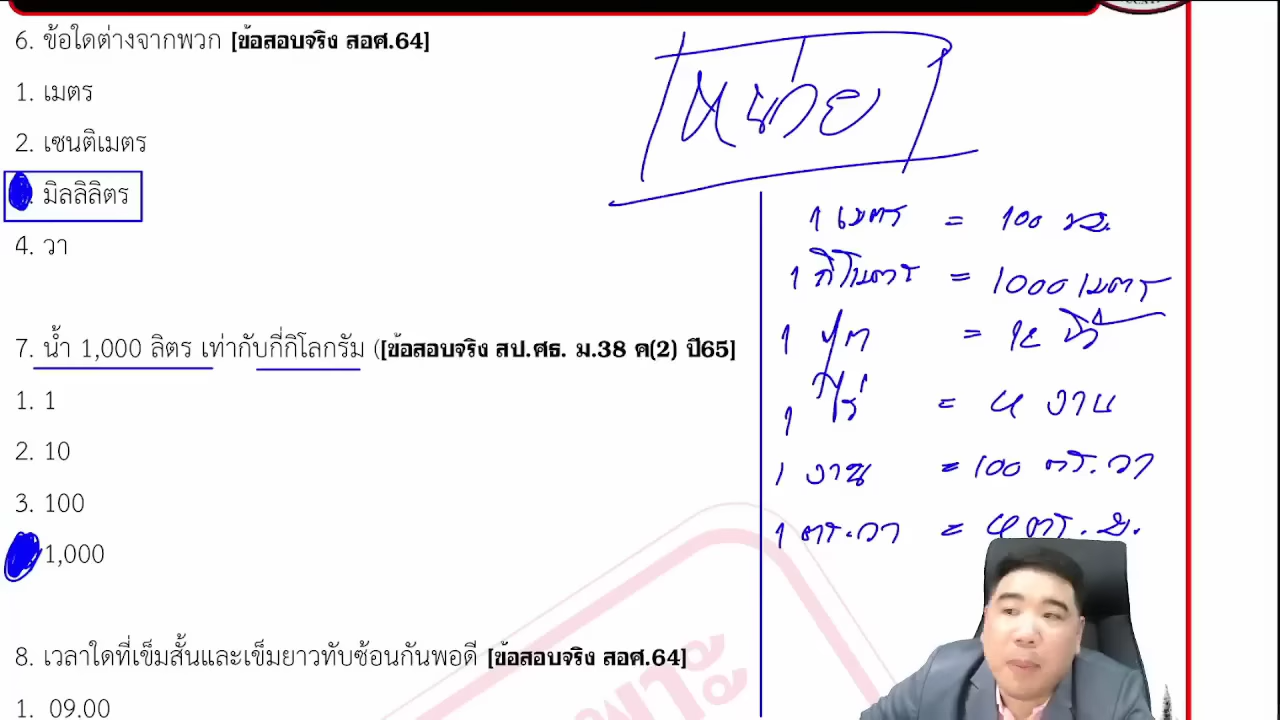 6. ข้อใดต่างจากพวก [ข้อสอบจริง สอศ.64]
1. เมตร
2. เซนติเมตร
. มิลลิลิตร
4. วา
7. น้ำ 1,000 ลิตร เท่ากับกี่กิโลกรัม ([ข้อสอบจริง สป.ศธ. ม.38 ค(2) ปี65]
1. 1
2. 10
3. 100
1,000
8. เวลาใดที่เข็มสั้นและเข็มยาวทับซ้อนกันพอดี [ข้อสอบจริง สอศ.64]
1. 09.00
หน่วย
1 เมตร = 100 ซม.
1 กิโลเมตร = 1000 เมตร
1 ฟุต = 12 นิ้ว
1 ไร่ = 4 งาน
1 งาน = 100 ตร.วา
1 ตร.วา = 4 ตร.ม.